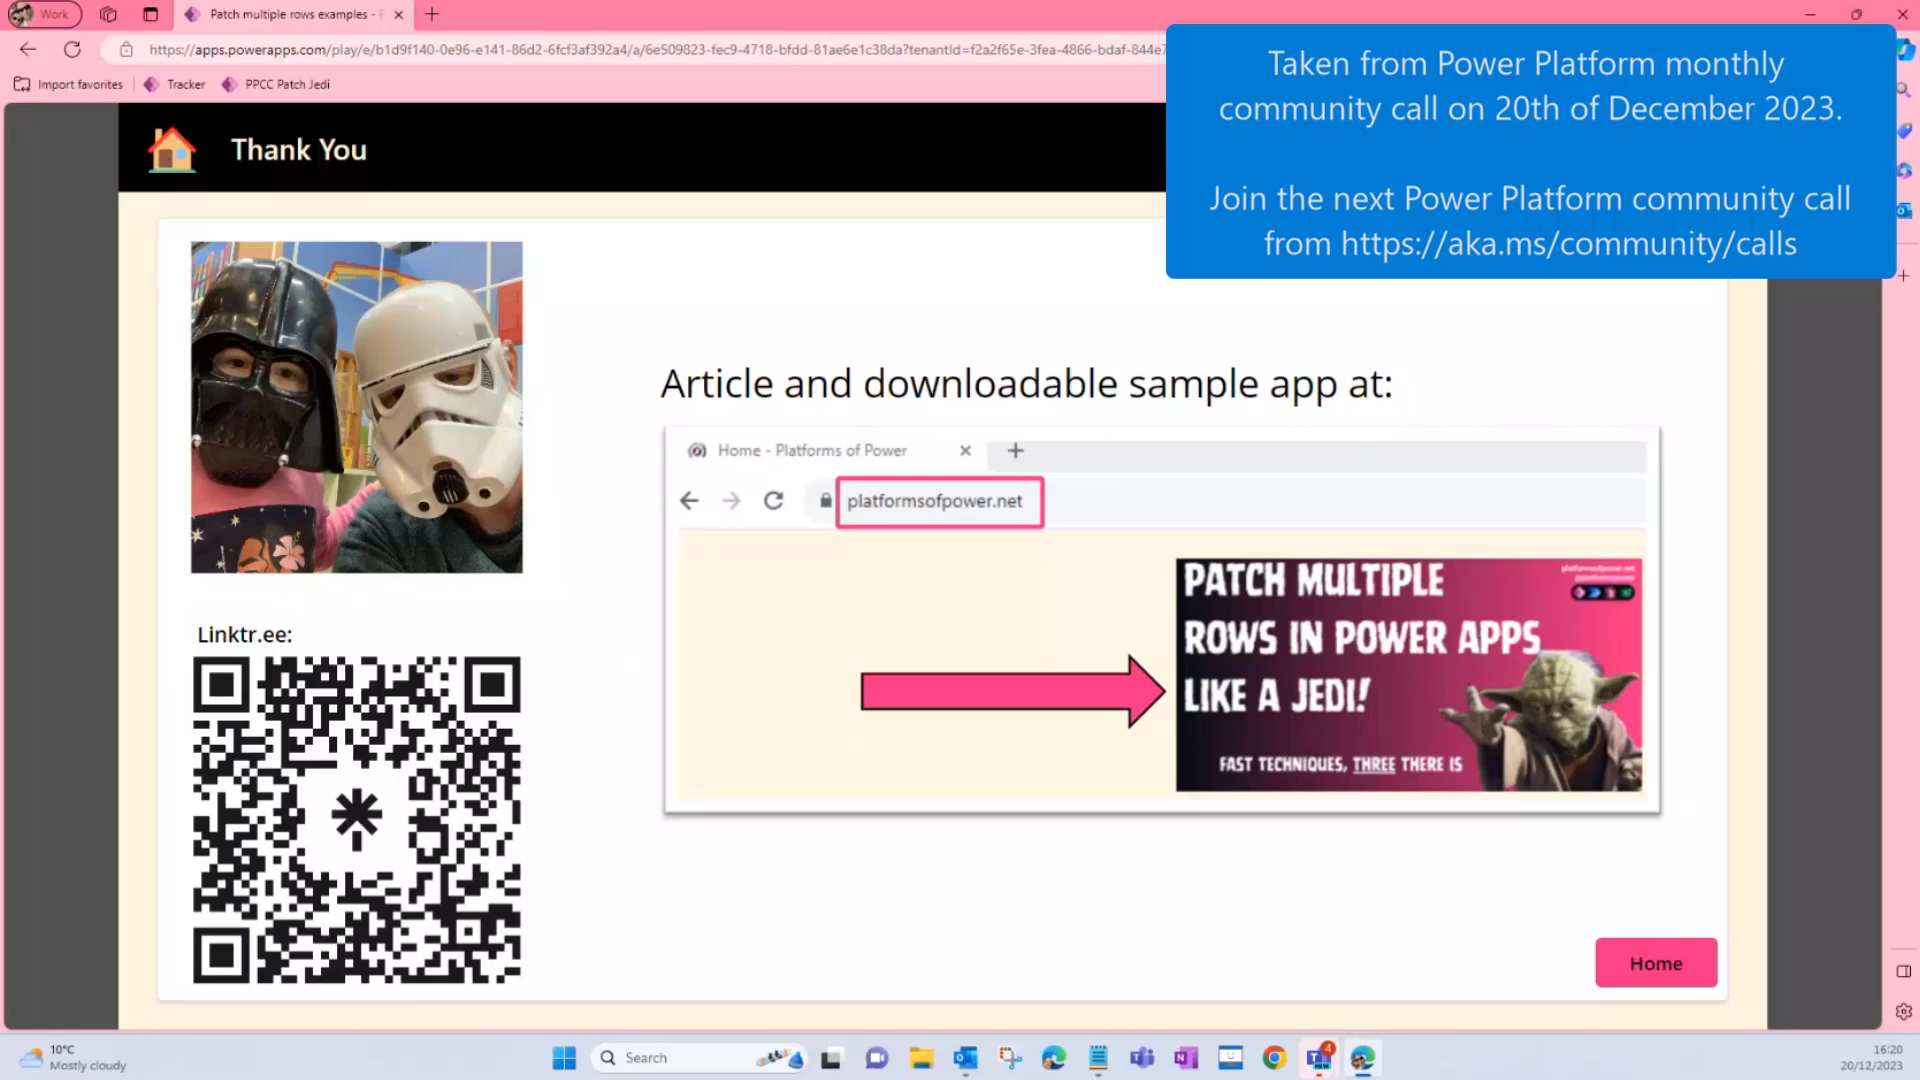 Work
Patch multiple rows examples - P
https://apps.powerapps.com/play/e/b1d9f140-0e96-e141-86d2-6fcf3af392a4/a/6e509823-fec9-4718-bfdd-81ae6e1c38da?tenantId=f2a2f65e-3fea-4866-bdaf-844e7
Import favorites
Tracker
PPCC Patch Jedi
Taken from Power Platform monthly
community call on 20th of December 2023.
Join the next Power Platform community call
from https://aka.ms/community/calls
Thank You
Article and downloadable sample app at:
Home - Platforms of Power
platformsofpower.net
PATCH MULTIPLE
ROWS IN POWER APPS
LIKE A JEDI!
FAST TECHNIQUES, THREE THERE IS
platformsofpower.net
Linktr.ee:
Home
10°C
Mostly cloudy
Search
4
16:20
20/12/2023